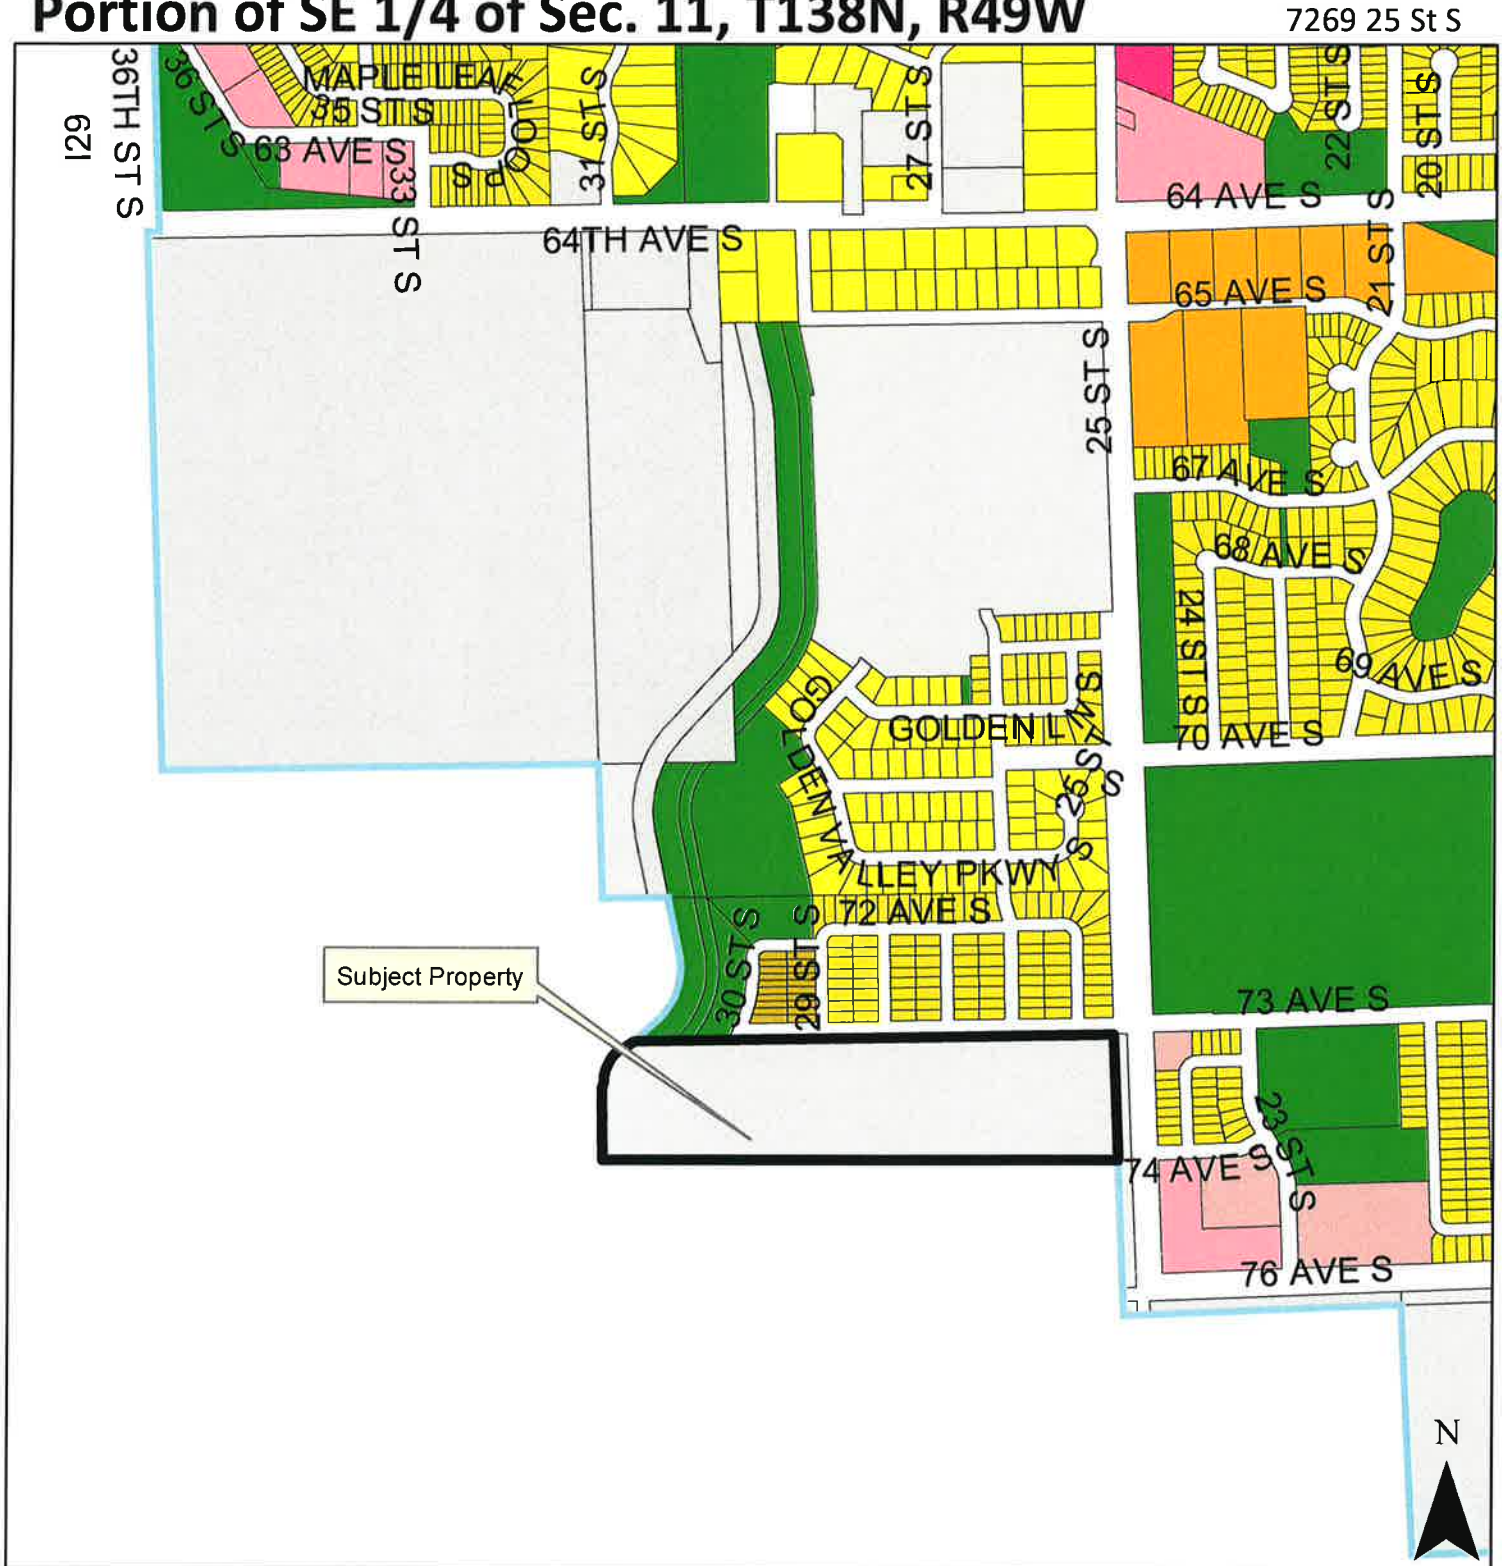 Portion of SE 1/4 of Sec. 11, T138N, R49W
7269 25 St S
36TH ST S
I29
36 ST S
MAPLE LEAF LOOP S
35 ST S
63 AVE S
33 ST S
31 ST S
27 ST S
22 ST S
20 ST S
64 AVE S
64TH AVE S
21 ST S
65 AVE S
25 ST S
67 AVE S
68 AVE S
24 ST S
69 AVE S
70 AVE S
GOLDEN LN S
25 ST S
GOLDEN VALLEY PKWY S
72 AVE S
30 ST S
29 ST S
73 AVE S
Subject Property
23 ST S
74 AVE S
76 AVE S
N